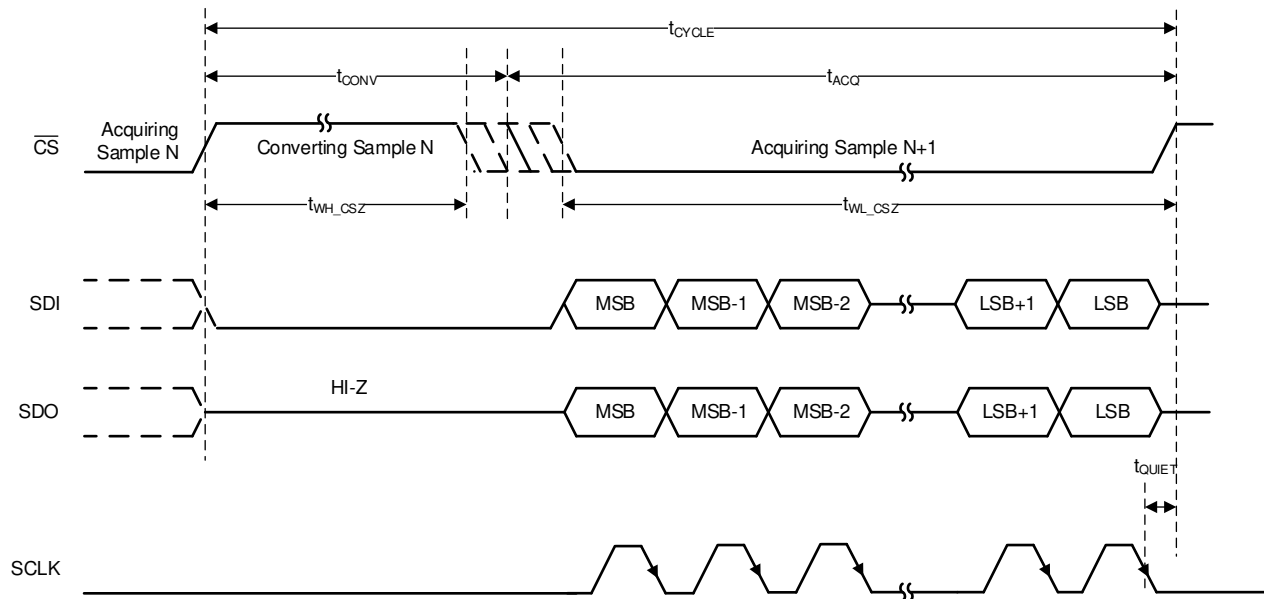 tCYCLE
tCONV
tACQ
CS
Acquiring
Sample N
Converting Sample N
Acquiring Sample N+1
tWH_CSZ
tWL_CSZ
SDI
MSB
MSB-1
MSB-2
LSB+1
LSB
SDO
HI-Z
MSB
MSB-1
MSB-2
LSB+1
LSB
tQUIET
SCLK